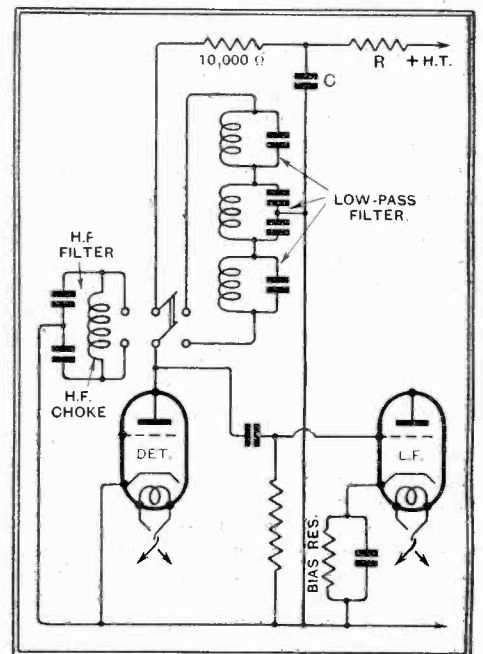 10,000 Ω
R
+ H.T.
C
LOW-PASS
FILTER.
H.F
FILTER
H.F.
CHOKE
DET.
L.F.
BIAS RES.